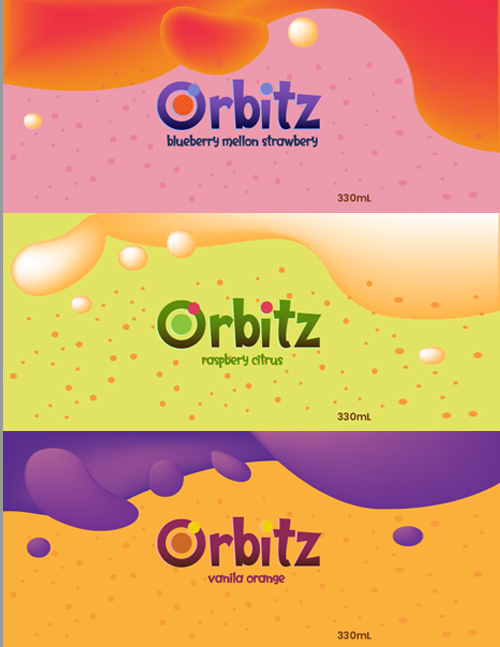 Orbitz
blueberry mellon strawbery
330mL
Orbitz
raspbery citrus
330mL
Orbitz
vanila orange
330mL